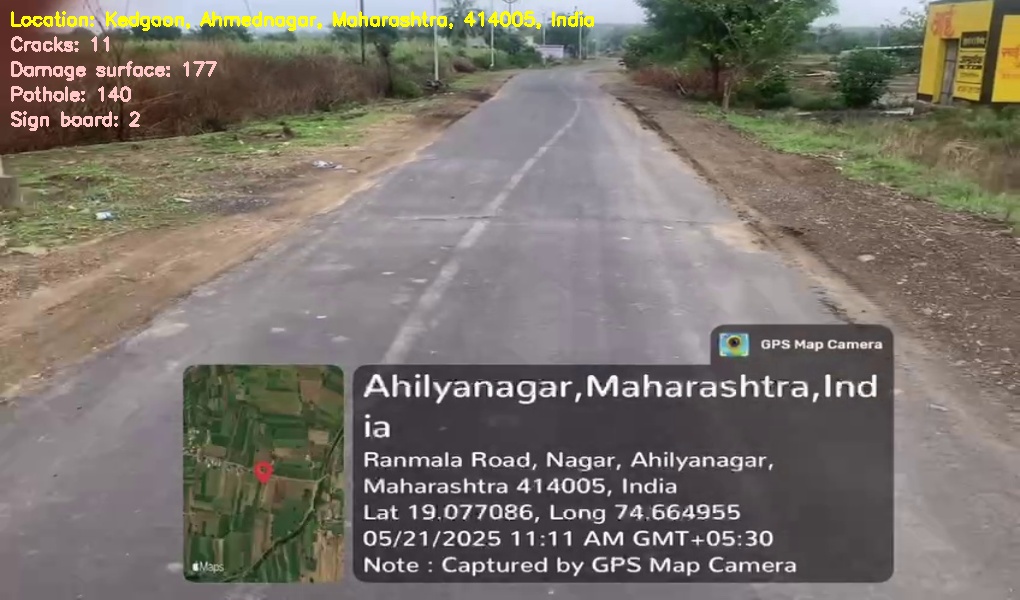 Location: Kedgaon, Ahmednagar, Maharashtra, 414005, India
Cracks: 11
Damage surface: 177
Pothole: 140
Sign board: 2
GPS Map Camera
Ahilyanagar,Maharashtra,Ind
ia
Ranmala Road, Nagar, Ahilyanagar,
Maharashtra 414005, India
Lat 19.077086, Long 74.664955
05/21/2025 11:11 AM GMT+05:30
Note : Captured by GPS Map Camera
Maps